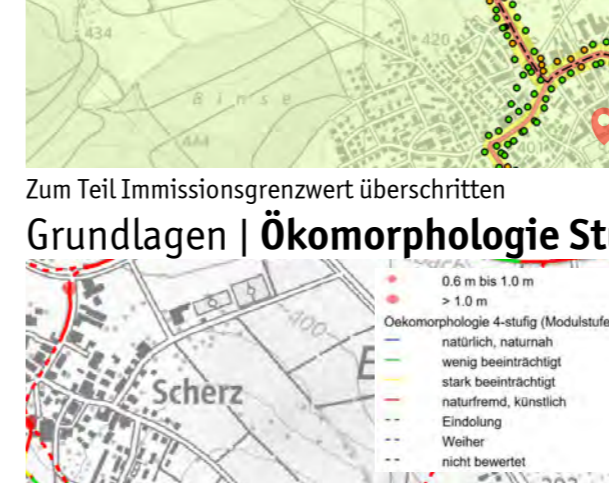 434
420
Binse
444
401
Zum Teil Immissionsgrenzwert überschritten
Grundlagen | Ökomorphologie St
400
Scherz
0.6 m bis 1.0 m
> 1.0 m
Oekomorphologie 4-stufig (Modulstufe
natürlich, naturnah
wenig beeinträchtigt
stark beeinträchtigt
naturfremd, künstlich
Eindolung
Weiher
nicht bewertet